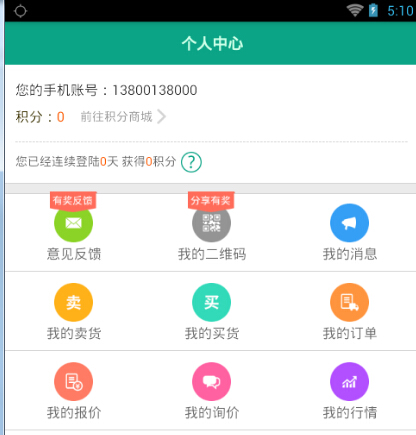 5:10
个人中心
您的手机账号：13800138000
积分：0 前往积分商城
您已经连续登陆0天 获得0积分 ?
有奖反馈 分享有奖
意见反馈 我的二维码 我的消息
卖 买
我的卖货 我的买货 我的订单
我的报价 我的询价 我的行情